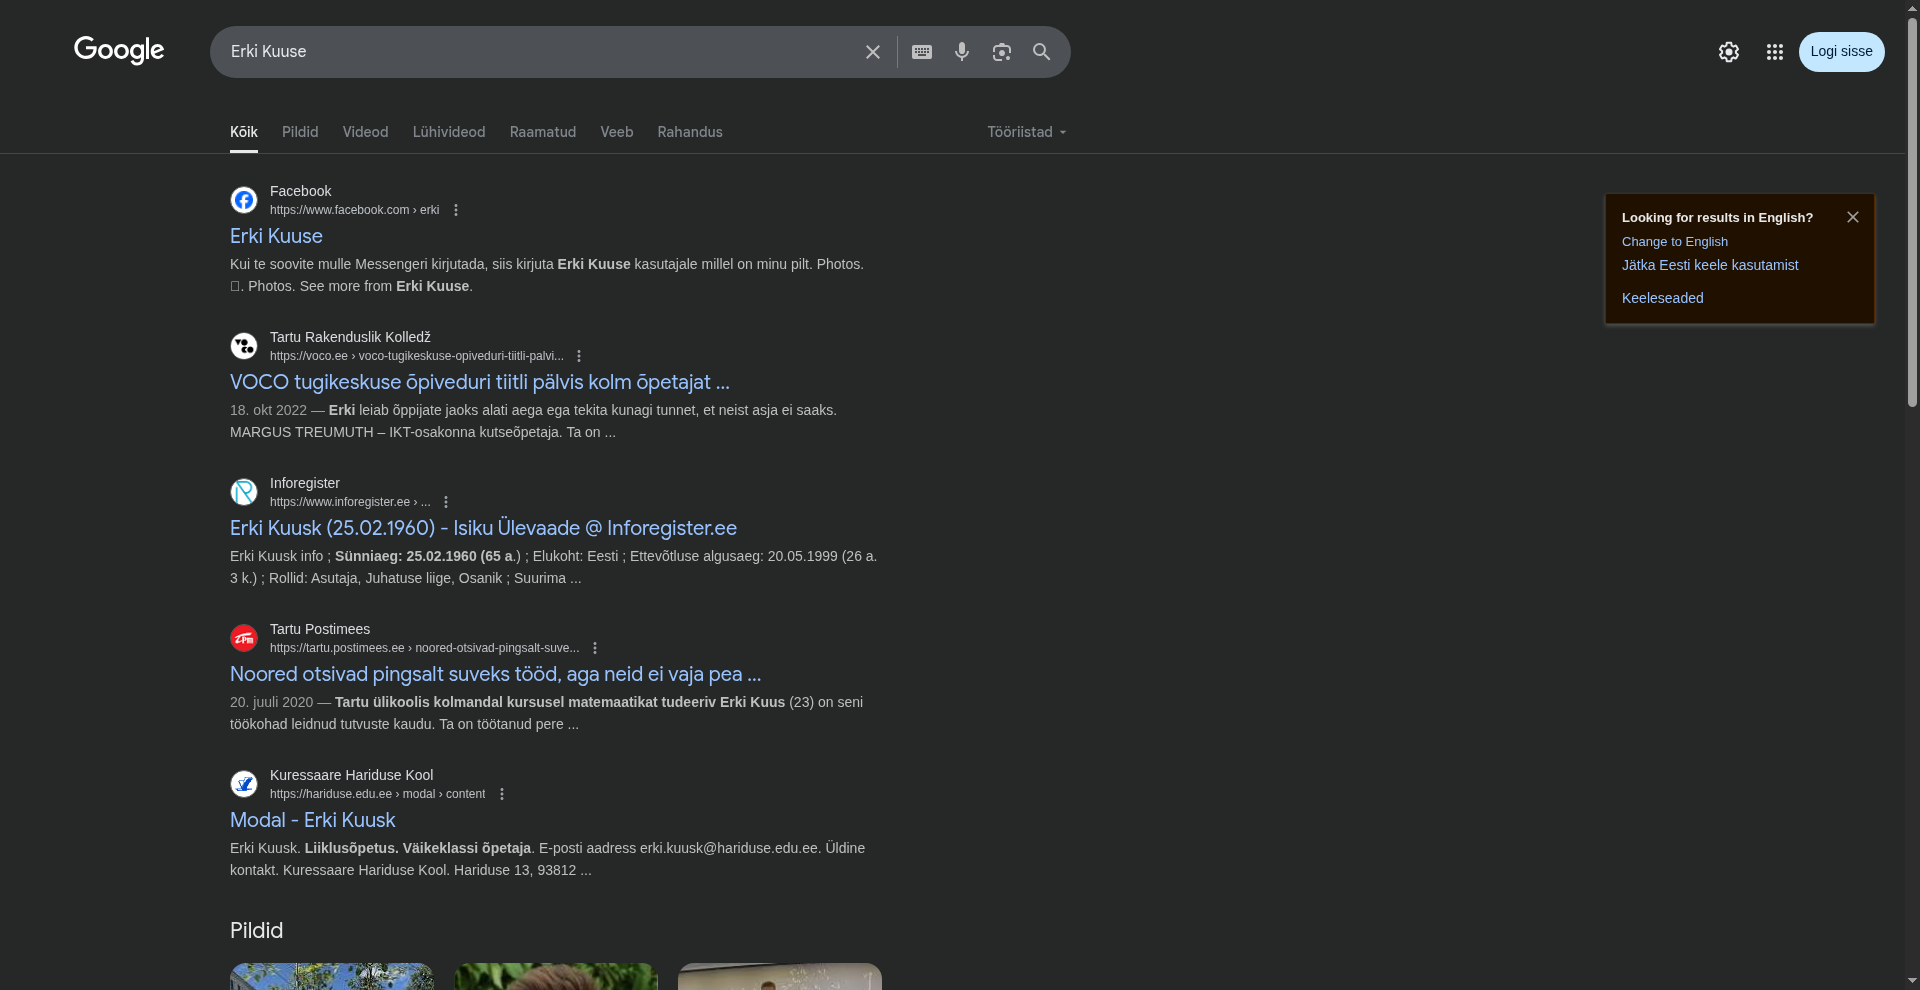 Google
Erki Kuuse
Logi sisse
Kõik
Pildid
Videod
Lühivideod
Raamatud
Veeb
Rahandus
Tööriistad
Facebook
https://www.facebook.com › erki
Erki Kuuse
Kui te soovite mulle Messengeri kirjutada, siis kirjuta Erki Kuuse kasutajale millel on minu pilt. Photos.
. Photos. See more from Erki Kuuse.
Tartu Rakenduslik Kolledž
https://voco.ee › voco-tugikeskuse-opiveduri-tiitli-palvi...
VOCO tugikeskuse õpiveduri tiitli pälvis kolm õpetajat ...
18. okt 2022 — Erki leiab õppijate jaoks alati aega ega tekita kunagi tunnet, et neist asja ei saaks.
MARGUS TREUMUTH – IKT-osakonna kutseõpetaja. Ta on ...
Inforegister
https://www.inforegister.ee › ...
Erki Kuusk (25.02.1960) - Isiku Ülevaade @ Inforegister.ee
Erki Kuusk info ; Sünniaeg: 25.02.1960 (65 a.) ; Elukoht: Eesti ; Ettevõtluse algusaeg: 20.05.1999 (26 a.
3 k.) ; Rollid: Asutaja, Juhatuse liige, Osanik ; Suurima ...
Tartu Postimees
https://tartu.postimees.ee › noored-otsivad-pingsalt-suve...
Noored otsivad pingsalt suveks tööd, aga neid ei vaja pea ...
20. juuli 2020 — Tartu ülikoolis kolmandal kursusel matemaatikat tudeeriv Erki Kuus (23) on seni
töökohad leidnud tutvuste kaudu. Ta on töötanud pere ...
Kuressaare Hariduse Kool
https://hariduse.edu.ee › modal › content
Modal - Erki Kuusk
Erki Kuusk. Liiklusõpetus. Väikeklassi õpetaja. E-posti aadress erki.kuusk@hariduse.edu.ee. Üldine
kontakt. Kuressaare Hariduse Kool. Hariduse 13, 93812 ...
Pildid
Looking for results in English?
Change to English
Jätka Eesti keele kasutamist
Keeleseaded